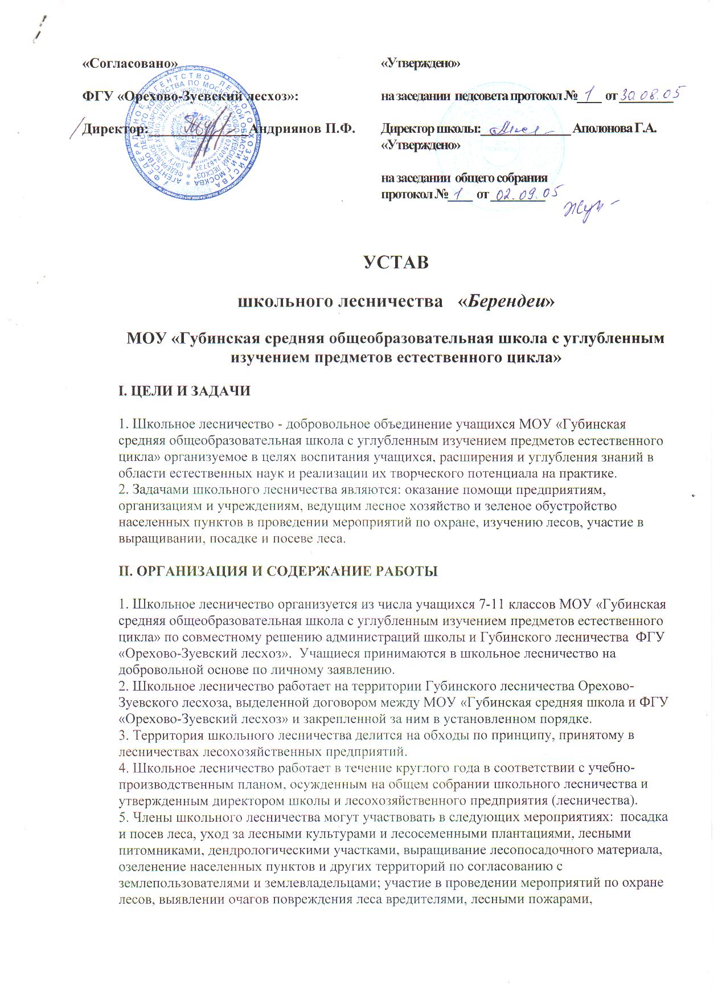 «Согласовано»
ФГУ «Орехово-Зуевский лесхоз»:
Директор: Андриянов П.Ф.
«Утверждено»
на заседании педсовета протокол № 1 от 30.08.05
Директор школы: Аполонова Г.А.
«Утверждено»
на заседании общего собрания
протокол № 1 от 02.09.05
УСТАВ
школьного лесничества «Берендеи»
МОУ «Губинская средняя общеобразовательная школа с углубленным
изучением предметов естественного цикла»
I. ЦЕЛИ И ЗАДАЧИ
1. Школьное лесничество - добровольное объединение учащихся МОУ «Губинская
средняя общеобразовательная школа с углубленным изучением предметов естественного
цикла» организуемое в целях воспитания учащихся, расширения и углубления знаний в
области естественных наук и реализации их творческого потенциала на практике.
2. Задачами школьного лесничества являются: оказание помощи предприятиям,
организациям и учреждениям, ведущим лесное хозяйство и зеленое обустройство
населенных пунктов в проведении мероприятий по охране, изучению лесов, участие в
выращивании, посадке и посеве леса.
II. ОРГАНИЗАЦИЯ И СОДЕРЖАНИЕ РАБОТЫ
1. Школьное лесничество организуется из числа учащихся 7-11 классов МОУ «Губинская
средняя общеобразовательная школа с углубленным изучением предметов естественного
цикла» по совместному решению администраций школы и Губинского лесничества ФГУ
«Орехово-Зуевский лесхоз». Учащиеся принимаются в школьное лесничество на
добровольной основе по личному заявлению.
2. Школьное лесничество работает на территории Губинского лесничества Орехово-
Зуевского лесхоза, выделенной договором между МОУ «Губинская средняя школа и ФГУ
«Орехово-Зуевский лесхоз» и закрепленной за ним в установленном порядке.
3. Территория школьного лесничества делится на обходы по принципу, принятому в
лесничествах лесохозяйственных предприятий.
4. Школьное лесничество работает в течение круглого года в соответствии с учебно-
производственным планом, осужденным на общем собрании школьного лесничества и
утвержденным директором школы и лесохозяйственного предприятия (лесничества).
5. Члены школьного лесничества могут участвовать в следующих мероприятиях: посадка
и посев леса, уход за лесными культурами и лесосеменными плантациями, лесными
питомниками, дендрологическими участками, выращивание лесопосадочного материала,
озеленение населенных пунктов и других территорий по согласованию с
землепользователями и землевладельцами; участие в проведении мероприятий по охране
лесов, выявлении очагов повреждения леса вредителями, лесными пожарами,